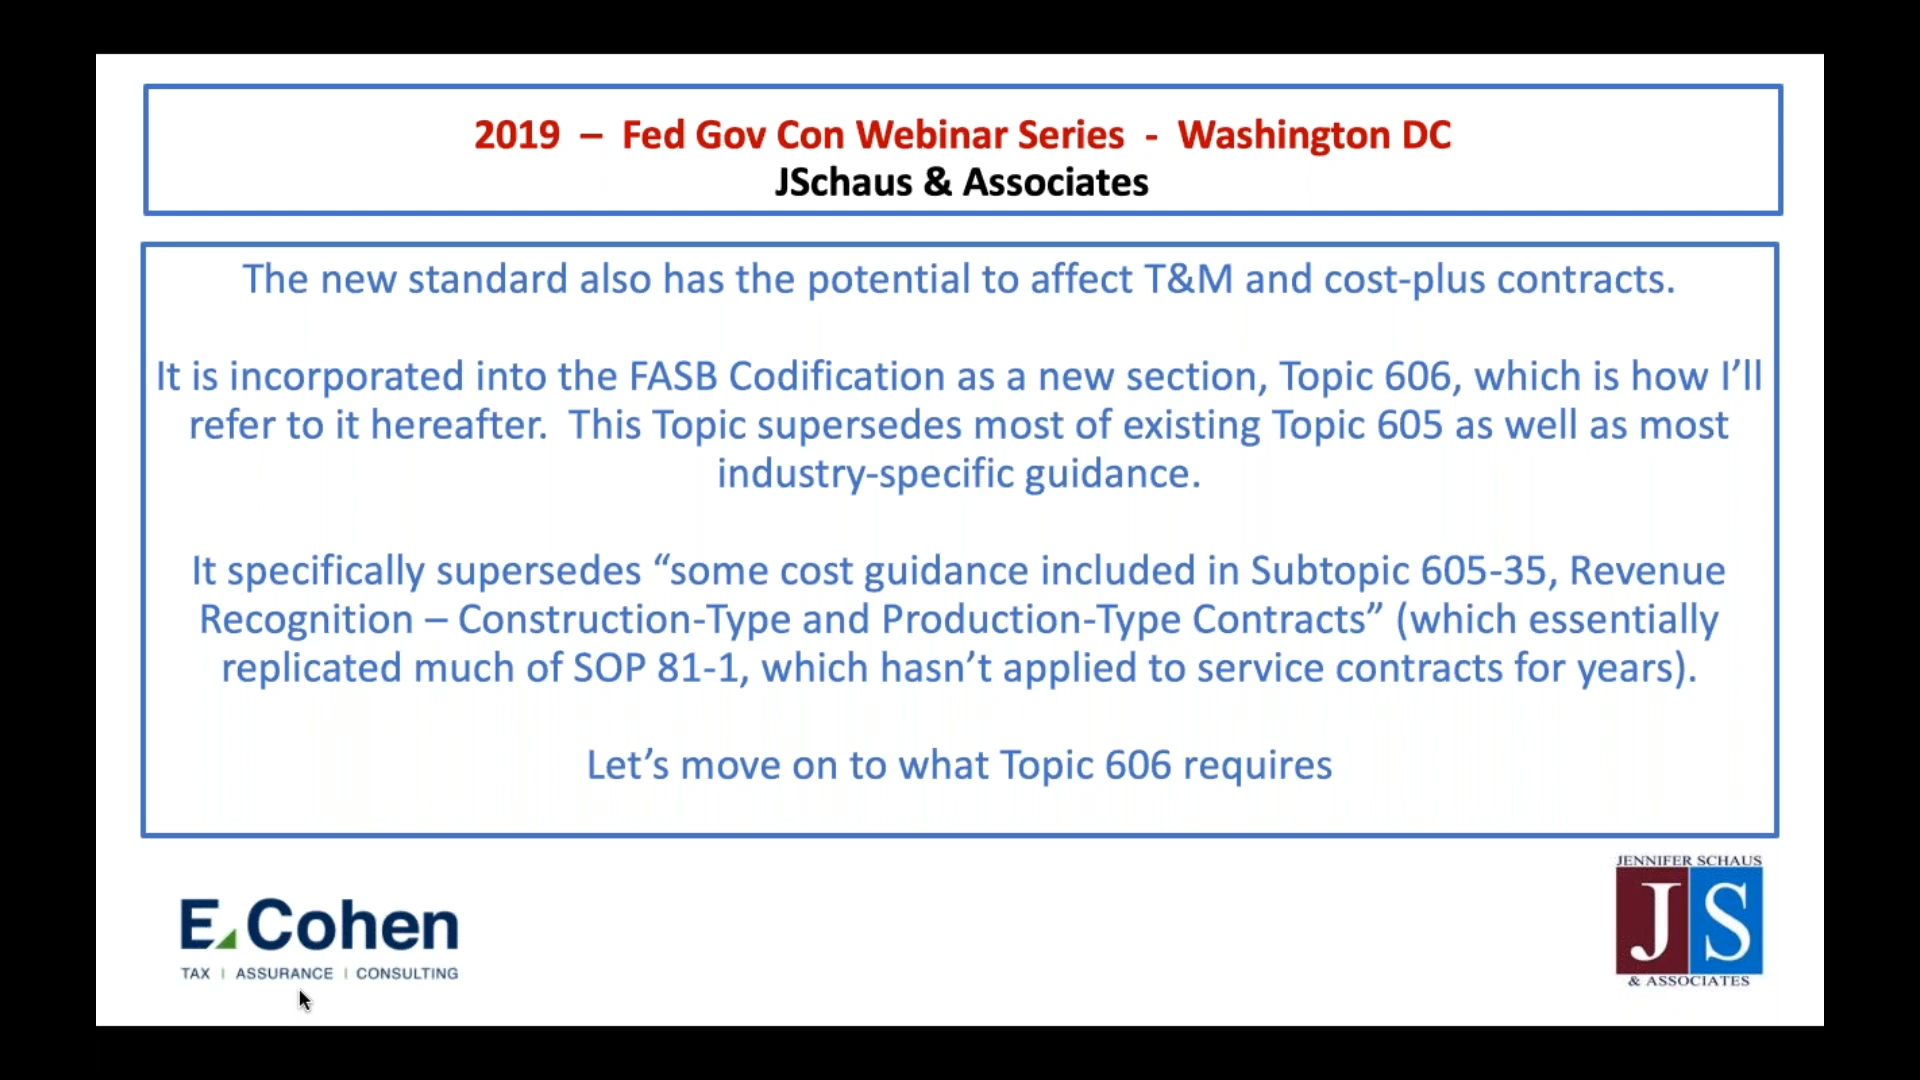 2019 – Fed Gov Con Webinar Series - Washington DC
JSchaus & Associates
The new standard also has the potential to affect T&M and cost-plus contracts.
It is incorporated into the FASB Codification as a new section, Topic 606, which is how I’ll
refer to it hereafter. This Topic supersedes most of existing Topic 605 as well as most
industry-specific guidance.
It specifically supersedes “some cost guidance included in Subtopic 605-35, Revenue
Recognition – Construction-Type and Production-Type Contracts” (which essentially
replicated much of SOP 81-1, which hasn’t applied to service contracts for years).
Let’s move on to what Topic 606 requires
E.Cohen
TAX | ASSURANCE | CONSULTING
JENNIFER SCHAUS
JS
& ASSOCIATES